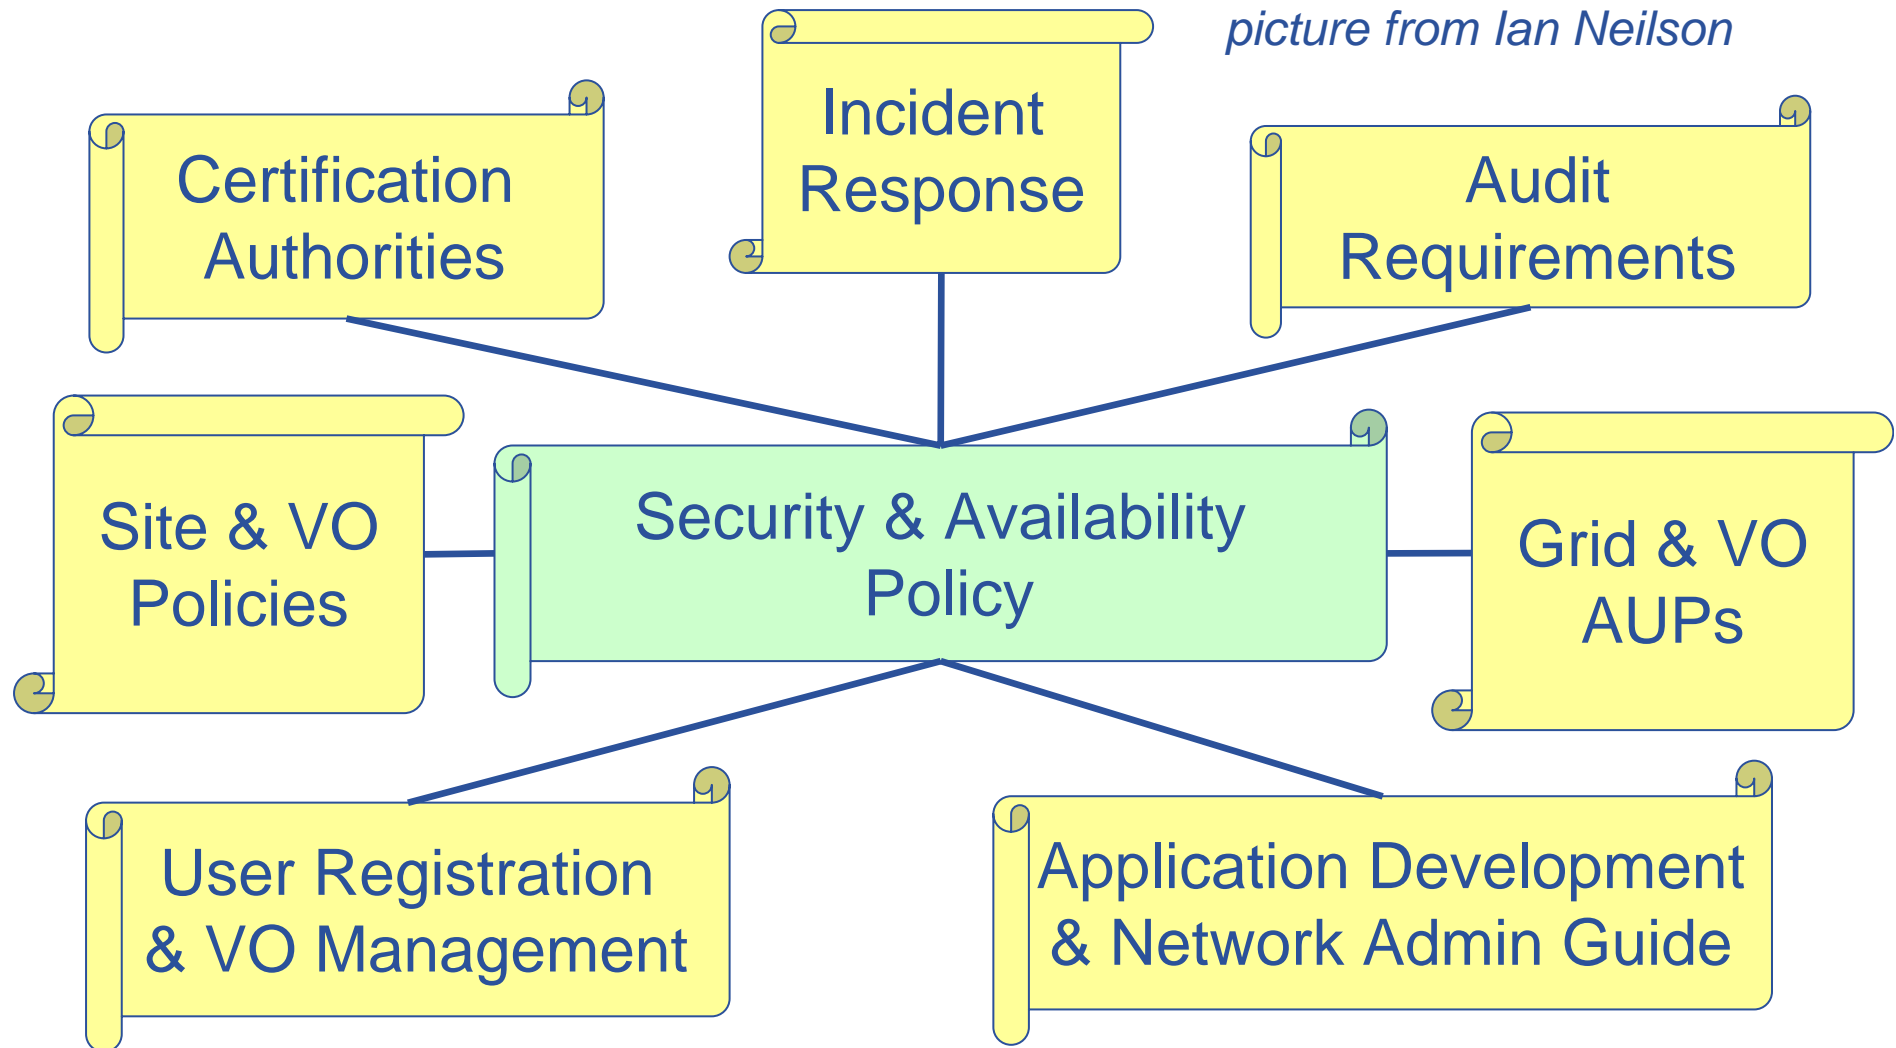 picture from Ian Neilson
Incident
Response
Certification
Authorities
Audit
Requirements
Site & VO
Policies
Security & Availability
Policy
Grid & VO
AUPs
User Registration
& VO Management
Application Development
& Network Admin Guide